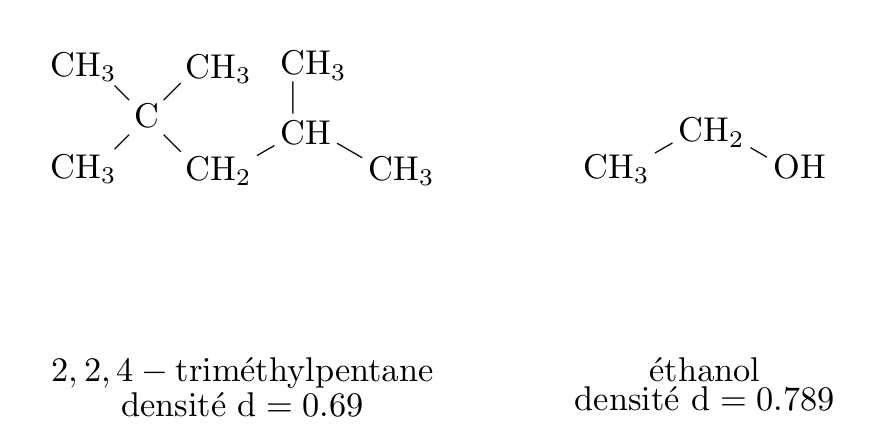 CH₃ CH₃ CH₃
C CH CH₂
CH₃ CH₂ CH₃ CH₃ OH
2, 2, 4 − triméthylpentane
densité d = 0.69
éthanol
densité d = 0.789